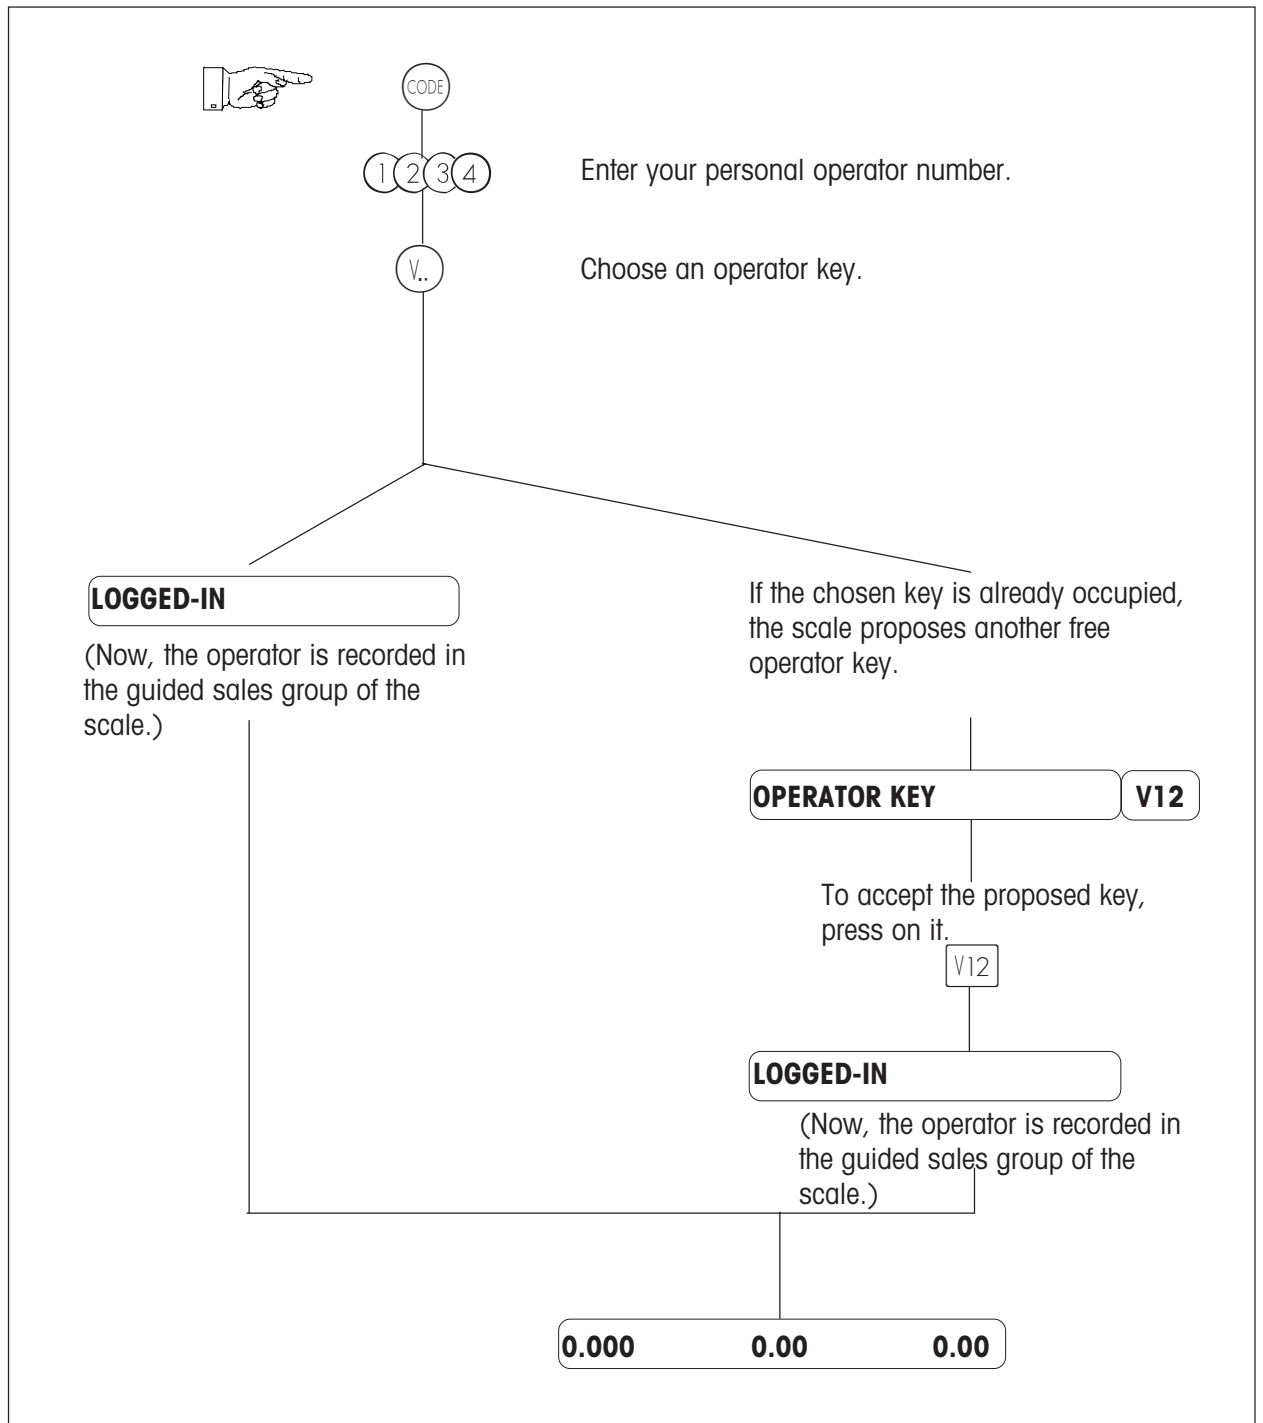 CODE
1 2 3 4
Enter your personal operator number.
V..
Choose an operator key.
LOGGED-IN
(Now, the operator is recorded in
the guided sales group of the
scale.)
If the chosen key is already occupied,
the scale proposes another free
operator key.
OPERATOR KEY V12
To accept the proposed key,
press on it.
V12
LOGGED-IN
(Now, the operator is recorded in
the guided sales group of the
scale.)
0.000 0.00 0.00